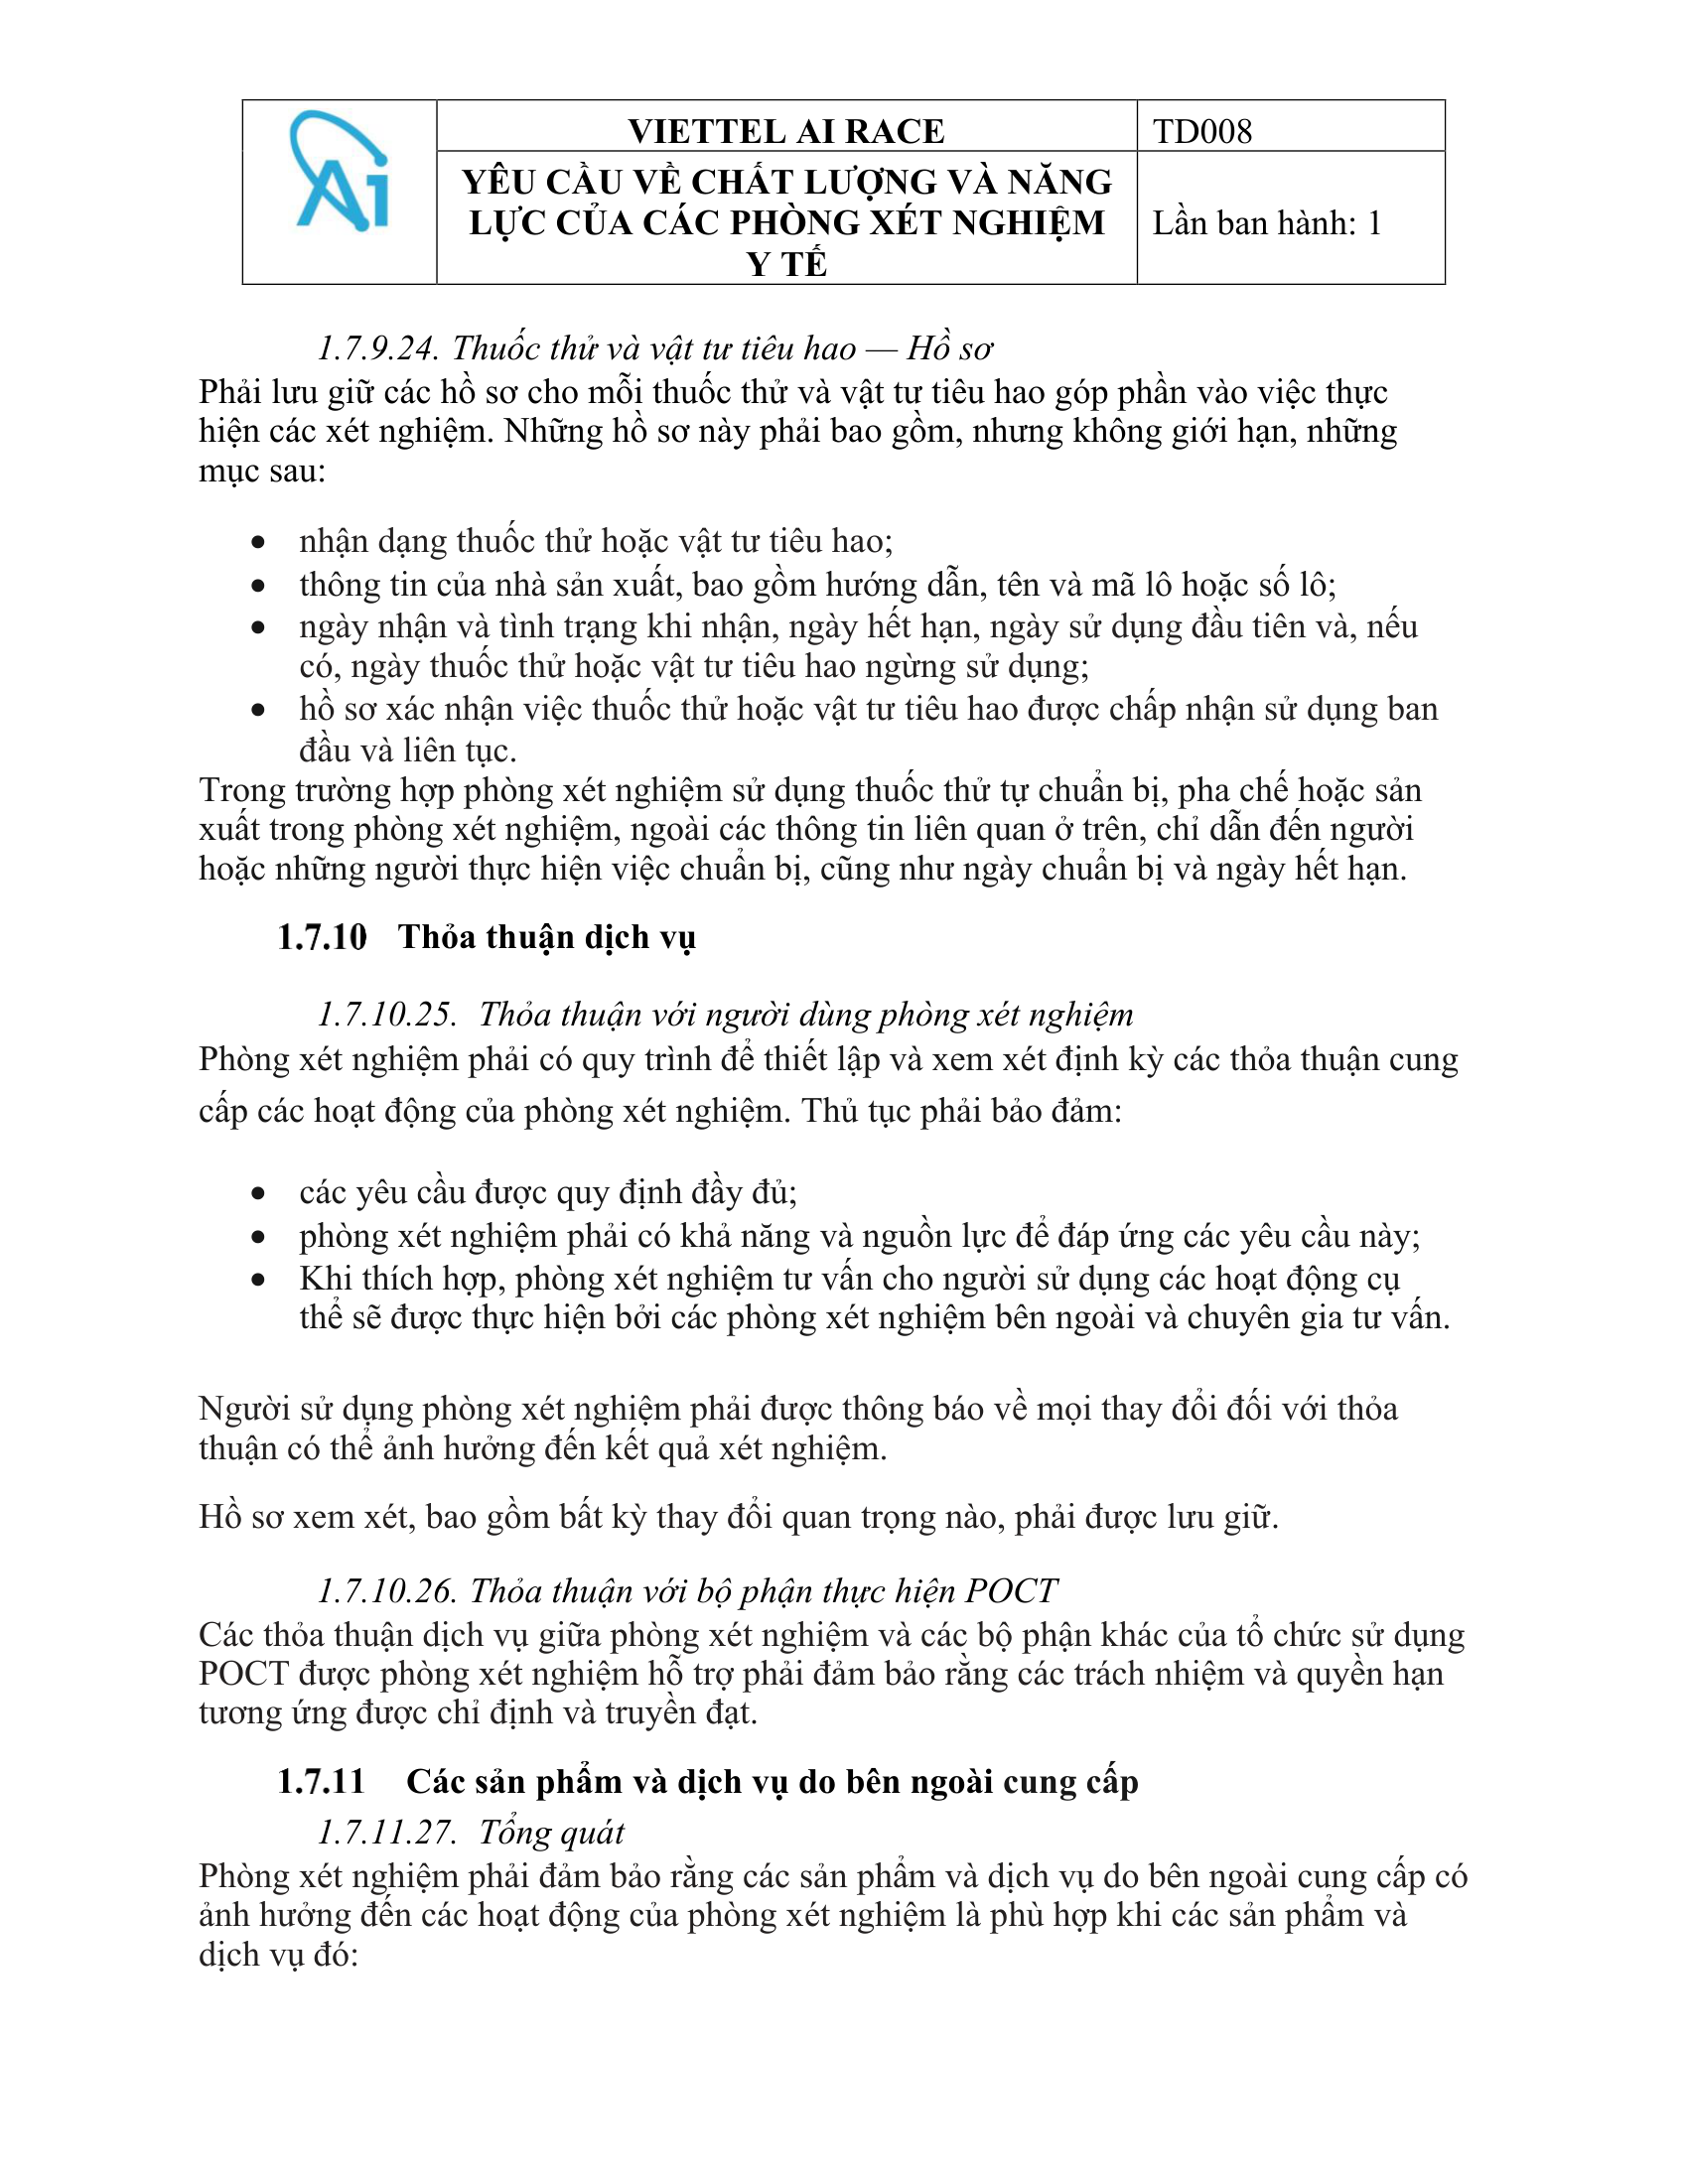 Ai
VIETTEL AI RACE
TD008
YÊU CẦU VỀ CHẤT LƯỢNG VÀ NĂNG
LỰC CỦA CÁC PHÒNG XÉT NGHIỆM
Y TẾ
Lần ban hành: 1
1.7.9.24. Thuốc thử và vật tư tiêu hao — Hồ sơ
Phải lưu giữ các hồ sơ cho mỗi thuốc thử và vật tư tiêu hao góp phần vào việc thực
hiện các xét nghiệm. Những hồ sơ này phải bao gồm, nhưng không giới hạn, những
mục sau:
• nhận dạng thuốc thử hoặc vật tư tiêu hao;
• thông tin của nhà sản xuất, bao gồm hướng dẫn, tên và mã lô hoặc số lô;
• ngày nhận và tình trạng khi nhận, ngày hết hạn, ngày sử dụng đầu tiên và, nếu
có, ngày thuốc thử hoặc vật tư tiêu hao ngừng sử dụng;
• hồ sơ xác nhận việc thuốc thử hoặc vật tư tiêu hao được chấp nhận sử dụng ban
đầu và liên tục.
Trong trường hợp phòng xét nghiệm sử dụng thuốc thử tự chuẩn bị, pha chế hoặc sản
xuất trong phòng xét nghiệm, ngoài các thông tin liên quan ở trên, chỉ dẫn đến người
hoặc những người thực hiện việc chuẩn bị, cũng như ngày chuẩn bị và ngày hết hạn.
1.7.10 Thỏa thuận dịch vụ
1.7.10.25. Thỏa thuận với người dùng phòng xét nghiệm
Phòng xét nghiệm phải có quy trình để thiết lập và xem xét định kỳ các thỏa thuận cung
cấp các hoạt động của phòng xét nghiệm. Thủ tục phải bảo đảm:
• các yêu cầu được quy định đầy đủ;
• phòng xét nghiệm phải có khả năng và nguồn lực để đáp ứng các yêu cầu này;
• Khi thích hợp, phòng xét nghiệm tư vấn cho người sử dụng các hoạt động cụ
thể sẽ được thực hiện bởi các phòng xét nghiệm bên ngoài và chuyên gia tư vấn.
Người sử dụng phòng xét nghiệm phải được thông báo về mọi thay đổi đối với thỏa
thuận có thể ảnh hưởng đến kết quả xét nghiệm.
Hồ sơ xem xét, bao gồm bất kỳ thay đổi quan trọng nào, phải được lưu giữ.
1.7.10.26. Thỏa thuận với bộ phận thực hiện POCT
Các thỏa thuận dịch vụ giữa phòng xét nghiệm và các bộ phận khác của tổ chức sử dụng
POCT được phòng xét nghiệm hỗ trợ phải đảm bảo rằng các trách nhiệm và quyền hạn
tương ứng được chỉ định và truyền đạt.
1.7.11 Các sản phẩm và dịch vụ do bên ngoài cung cấp
1.7.11.27. Tổng quát
Phòng xét nghiệm phải đảm bảo rằng các sản phẩm và dịch vụ do bên ngoài cung cấp có
ảnh hưởng đến các hoạt động của phòng xét nghiệm là phù hợp khi các sản phẩm và
dịch vụ đó: